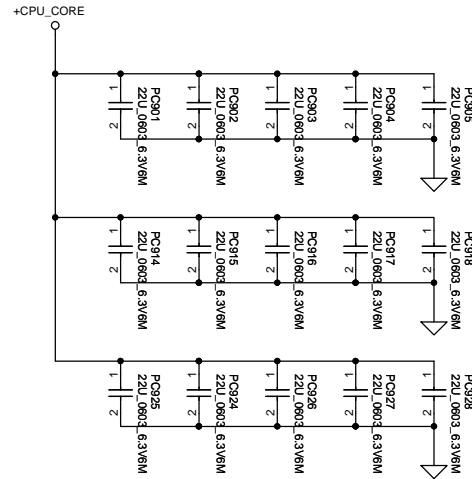 +CPU_CORE
1 2 PC901 22U_0603_6.3V6M
1 2 PC902 22U_0603_6.3V6M
1 2 PC903 22U_0603_6.3V6M
1 2 PC904 22U_0603_6.3V6M
1 2 PC905 22U_0603_6.3V6M
1 2 PC914 22U_0603_6.3V6M
1 2 PC915 22U_0603_6.3V6M
1 2 PC916 22U_0603_6.3V6M
1 2 PC917 22U_0603_6.3V6M
1 2 PC918 22U_0603_6.3V6M
1 2 PC925 22U_0603_6.3V6M
1 2 PC924 22U_0603_6.3V6M
1 2 PC926 22U_0603_6.3V6M
1 2 PC927 22U_0603_6.3V6M
1 2 PC928 22U_0603_6.3V6M